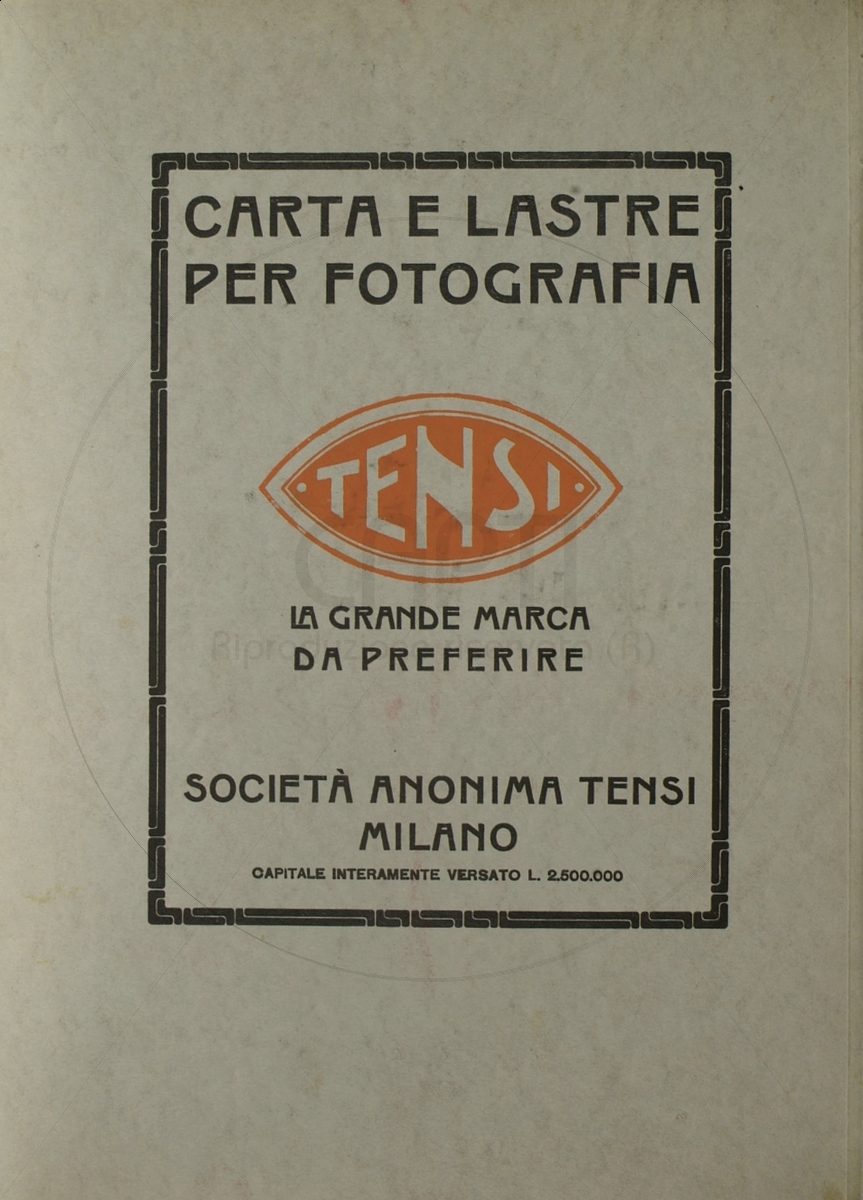 CARTA E LASTRE
PER FOTOGRAFIA
TENSI
LA GRANDE MARCA
DA PREFERIRE
SOCIETÀ ANONIMA TENSI
MILANO
CAPITALE INTERAMENTE VERSATO L. 2.500.000